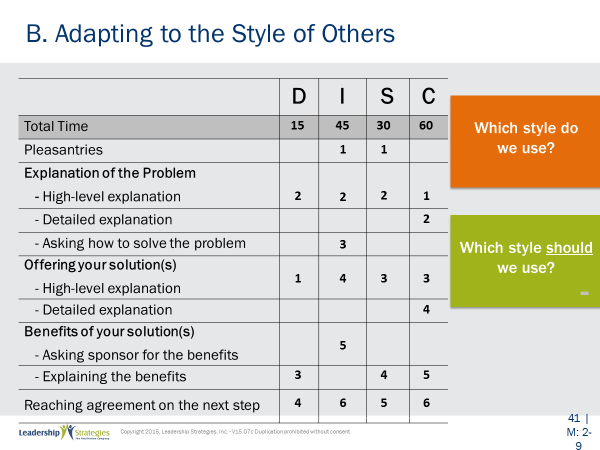 B. Adapting to the Style of Others
D I S C
Total Time 15 45 30 60
Pleasantries 1 1
Explanation of the Problem
- High-level explanation 2 2 2 1
- Detailed explanation 2
- Asking how to solve the problem 3
Offering your solution(s)
- High-level explanation 1 4 3 3
- Detailed explanation 4
Benefits of your solution(s)
- Asking sponsor for the benefits 5
- Explaining the benefits 3 4 5
Reaching agreement on the next step 4 6 5 6
Which style do
we use?
Which style should
we use?
Leadership Strategies
The Facilitation Company
Copyright 2015, Leadership Strategies, Inc. - V15.07c Duplication prohibited without consent
41 |
M: 2-
9